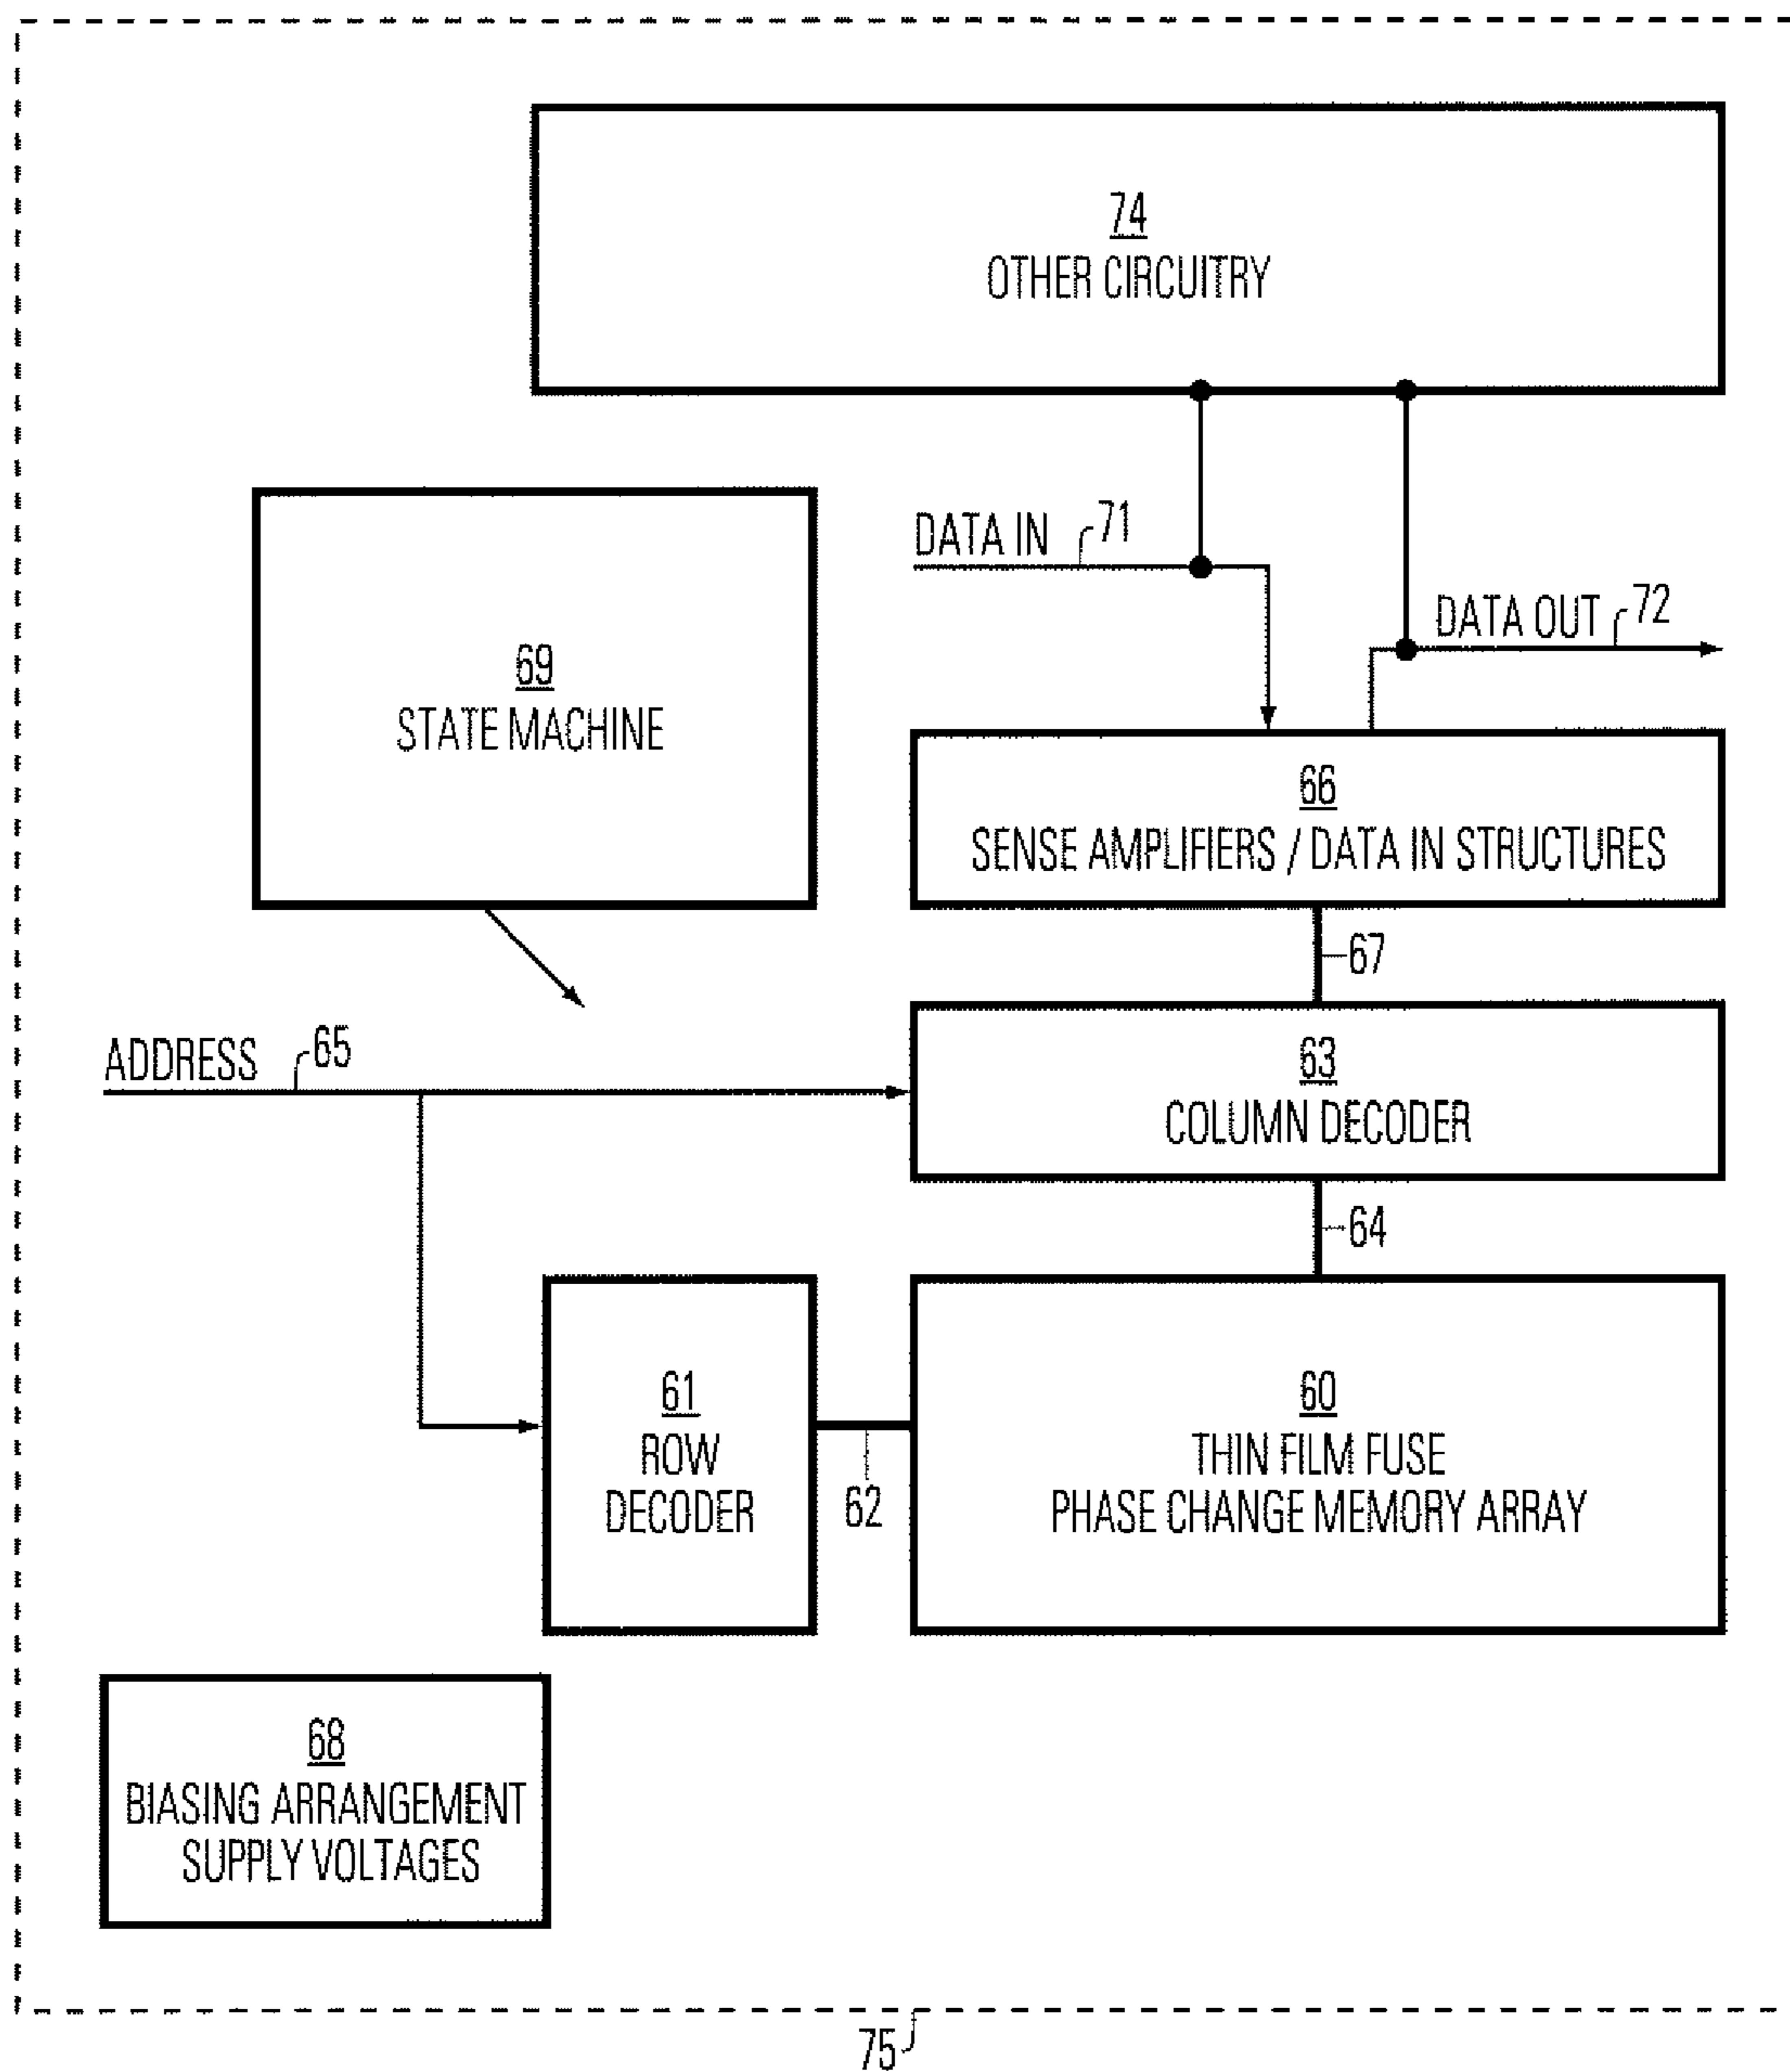 74
OTHER CIRCUITRY
DATA IN
71
DATA OUT
72
69
STATE MACHINE
66
SENSE AMPLIFIERS / DATA IN STRUCTURES
67
ADDRESS
65
63
COLUMN DECODER
64
61
ROW
DECODER
62
60
THIN FILM FUSE
PHASE CHANGE MEMORY ARRAY
68
BIASING ARRANGEMENT
SUPPLY VOLTAGES
75